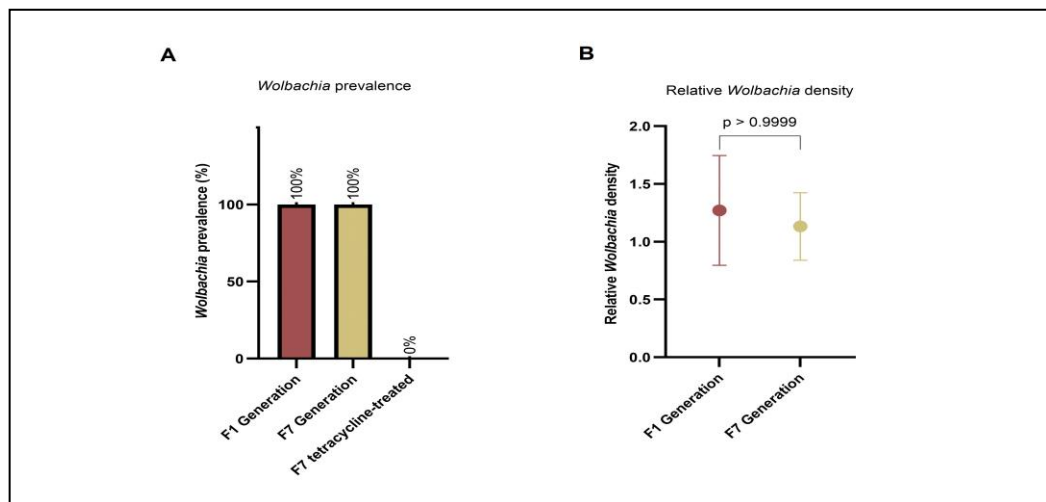 A
Wolbachia prevalence
Wolbachia prevalence (%)
100
50
0
100%
100%
0%
F1 Generation
F7 Generation
F7 tetracycline-treated
B
Relative Wolbachia density
p > 0.9999
Relative Wolbachia density
2.0
1.5
1.0
0.5
0.0
F1 Generation
F7 Generation